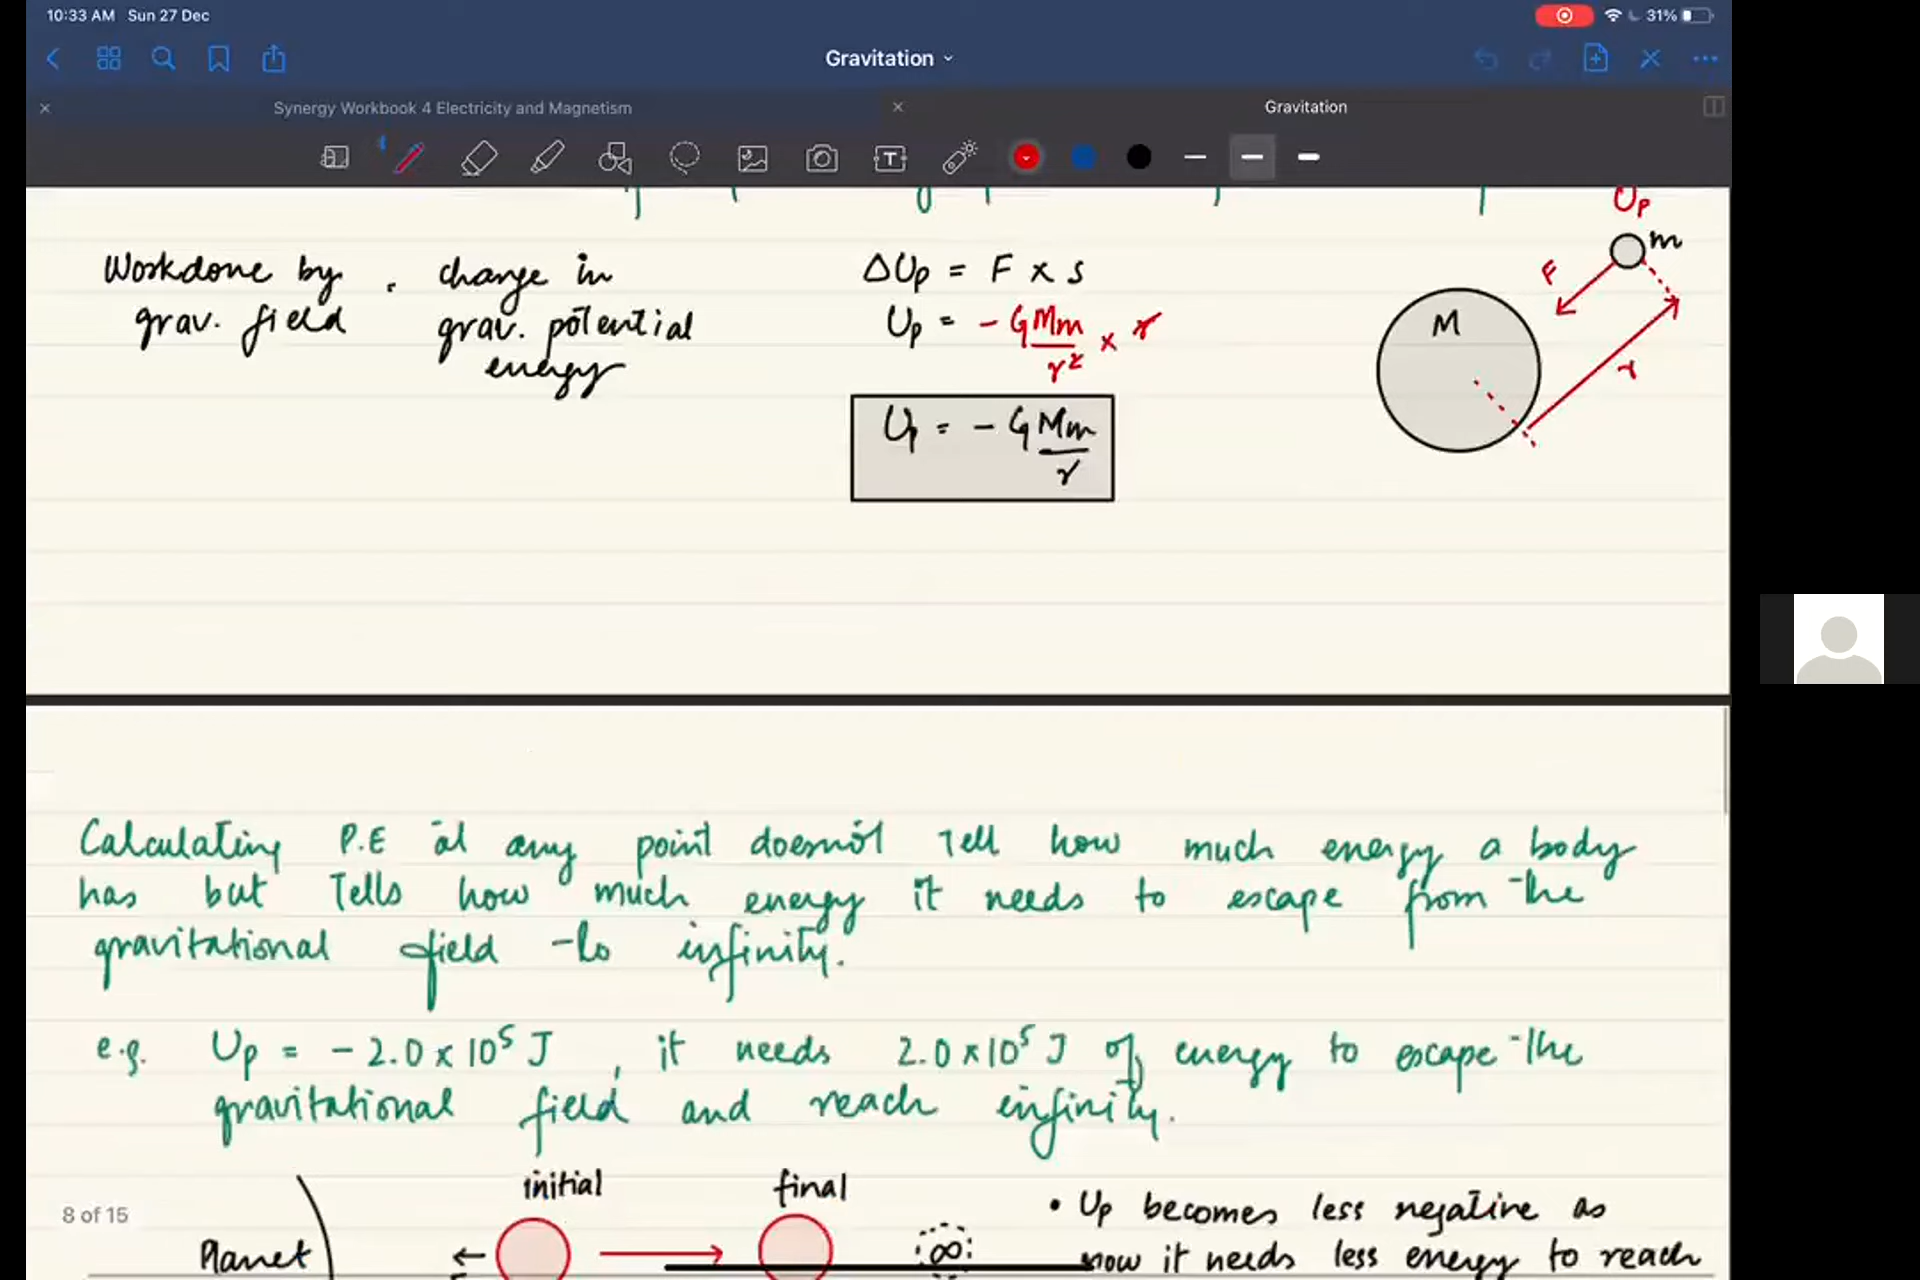 10:33 AM Sun 27 Dec
31%
Gravitation
Synergy Workbook 4 Electricity and Magnetism
Gravitation
Up
m
Workdone by . change in
grav. field grav. potential
energy
ΔUp = F x s
Up = - GMm/r² x r
Up = - GMm/r
F
M
r
Calculating P.E at any point doesnot tell how much energy a body
has but tells how much energy it needs to escape from the
gravitational field to infinity.
e.g. Up = - 2.0 x 10⁵ J , it needs 2.0 x 10⁵ J of energy to escape the
gravitational field and reach infinity.
initial final
• Up becomes less negative as
8 of 15
Planet ∞ now it needs less energy to reach